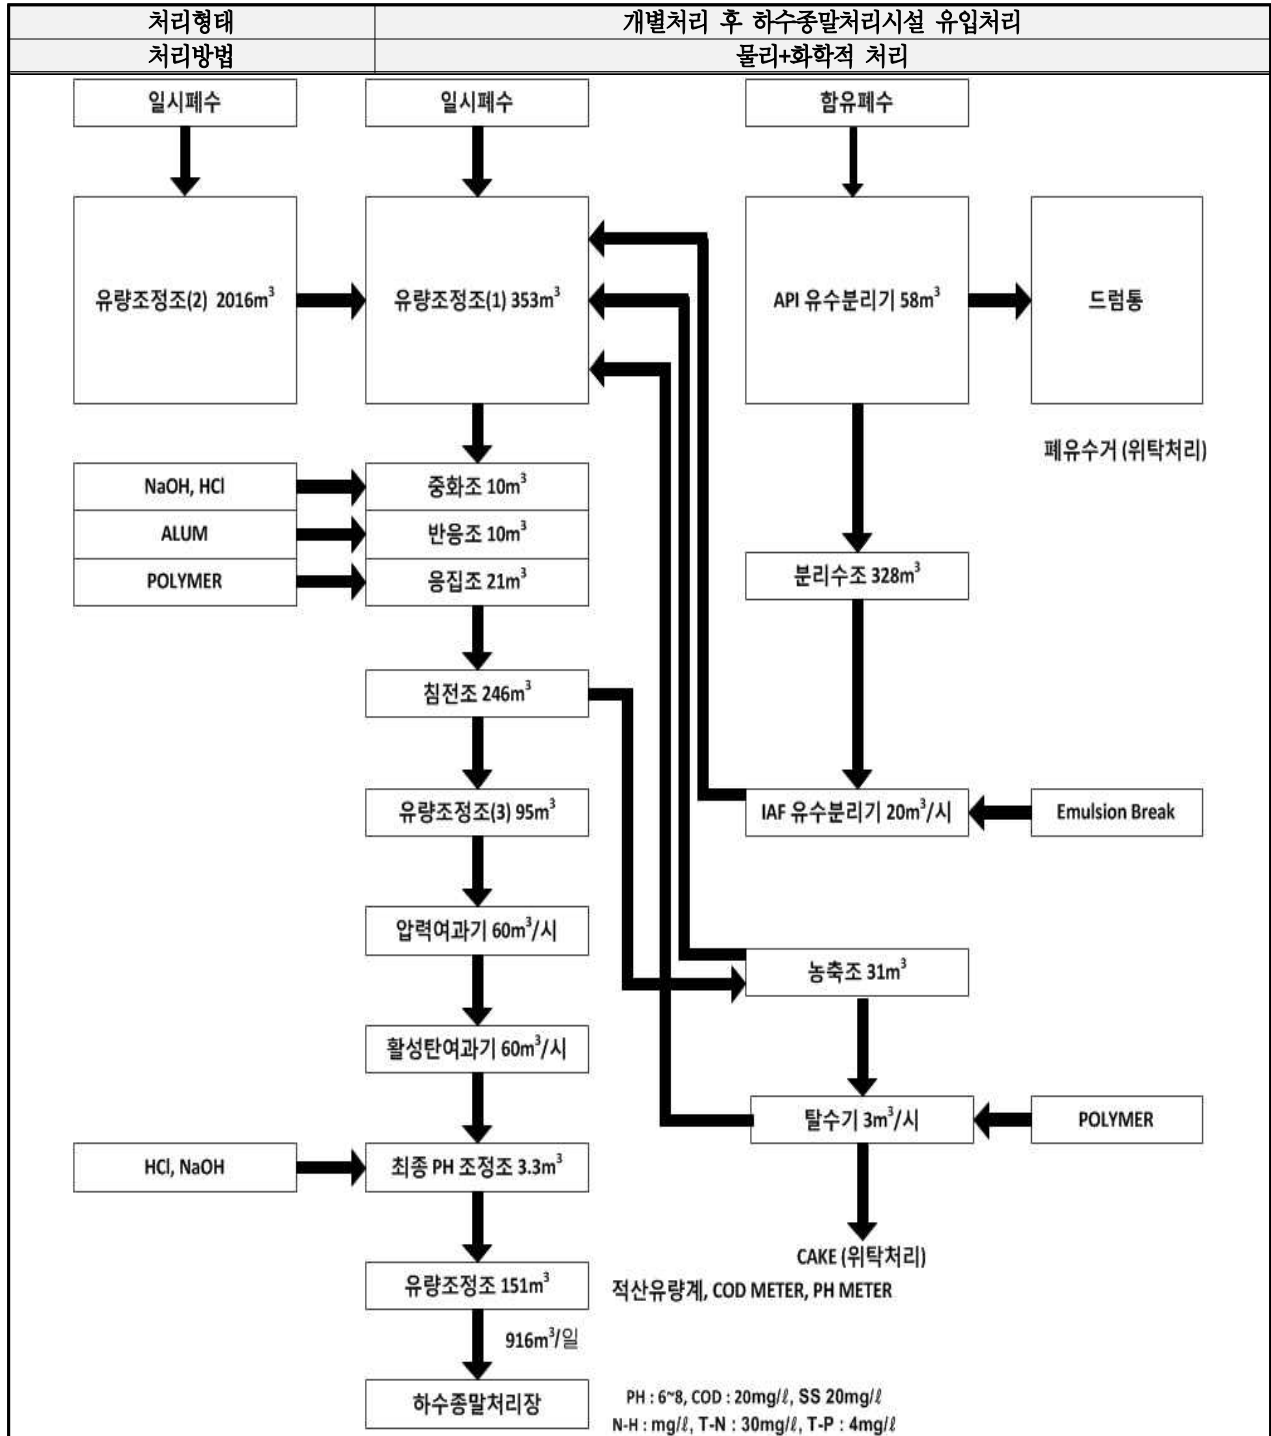 처리형태 개별처리 후 하수종말처리시설 유입처리
처리방법 물리+화학적 처리
일시폐수 일시폐수 함유폐수
유량조정조(2) 2016m³ 유량조정조(1) 353m³ API 유수분리기 58m³ 드럼통
폐유수거 (위탁처리)
NaOH, HCl 중화조 10m³
ALUM 반응조 10m³
POLYMER 응집조 21m³
분리수조 328m³
침전조 246m³
유량조정조(3) 95m³ IAF 유수분리기 20m³/시 Emulsion Break
압력여과기 60m³/시
농축조 31m³
활성탄여과기 60m³/시
탈수기 3m³/시 POLYMER
HCl, NaOH 최종 PH 조정조 3.3m³
CAKE (위탁처리)
유량조정조 151m³ 적산유량계, COD METER, PH METER
916m³/일
하수종말처리장 PH : 6~8, COD : 20mg/ℓ, SS 20mg/ℓ
N-H : mg/ℓ, T-N : 30mg/ℓ, T-P : 4mg/ℓ